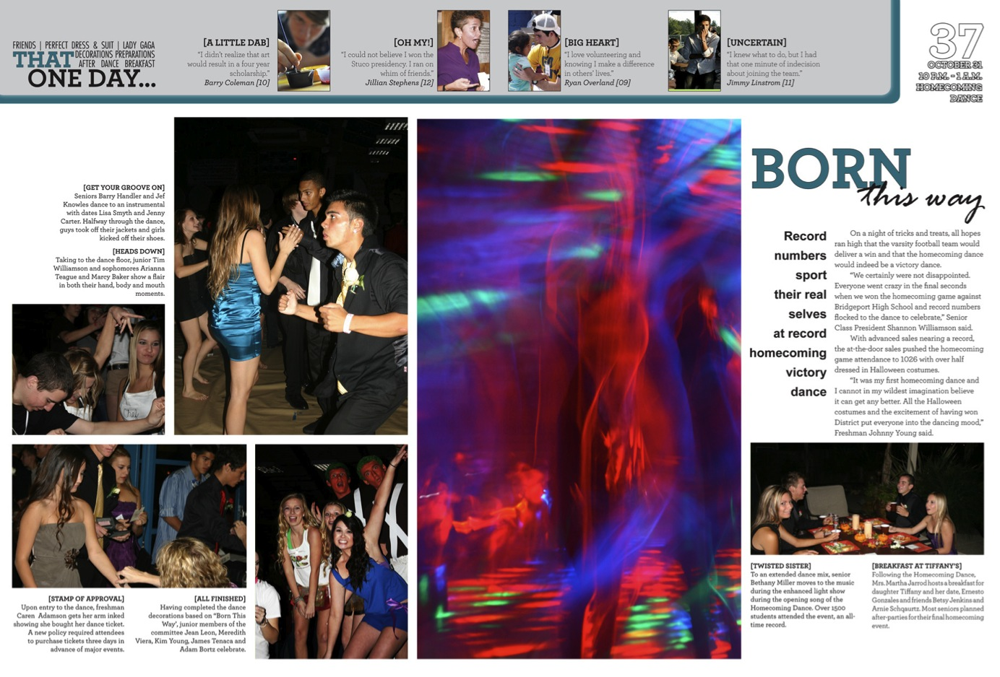 FRIENDS | PERFECT DRESS & SUIT | LADY GAGA
THAT DECORATIONS PREPARATIONS
AFTER DANCE BREAKFAST
ONE DAY...
[A LITTLE DAB]
"I didn't realize that art
would result in a four year
scholarship."
Barry Coleman [10]
[OH MY!]
"I could not believe I won the
Stuco presidency. I ran on
whim of friends."
Jillian Stephens [12]
[BIG HEART]
"I love volunteering and
knowing I make a difference
in others' lives."
Ryan Overland [09]
[UNCERTAIN]
"I knew what to do, but I had
that one minute of indecision
about joining the team."
Jimmy Linstrom [11]
37
OCTOBER 31
10 P.M. - 1 A.M.
HOMECOMING
DANCE
[GET YOUR GROOVE ON]
Seniors Barry Handler and Jef
Knowles dance to an instrumental
with dates Lisa Smyth and Jenny
Carter. Halfway through the dance,
guys took off their jackets and girls
kicked off their shoes.
[HEADS DOWN]
Taking to the dance floor, junior Tim
Williamson and sophomores Arianna
Teague and Marcy Baker show a flair
in both their hand, body and mouth
moments.
[STAMP OF APPROVAL]
Upon entry to the dance, freshman
Caren Adamson gets her arm inked
showing she bought her dance ticket.
A new policy required attendees
to purchase tickets three days in
advance of major events.
[ALL FINISHED]
Having completed the dance
decorations based on "Born This
Way', junior members of the
committee Jean Leon, Meredith
Viera, Kim Young, James Tenaca and
Adam Bortz celebrate.
BORN
this way
Record
numbers
sport
their real
selves
at record
homecoming
victory
dance
On a night of tricks and treats, all hopes
ran high that the varsity football team would
deliver a win and that the homecoming dance
would indeed be a victory dance.
"We certainly were not disappointed.
Everyone went crazy in the final seconds
when we won the homecoming game against
Bridgeport High School and record numbers
flocked to the dance to celebrate," Senior
Class President Shannon Williamson said.
With advanced sales nearing a record,
the at-the-door sales pushed the homecoming
game attendance to 1026 with over half
dressed in Halloween costumes.
"It was my first homecoming dance and
I cannot in my wildest imagination believe
it can get any better. All the Halloween
costumes and the excitement of having won
District put everyone into the dancing mood,"
Freshman Johnny Young said.
[TWISTED SISTER]
To an extended dance mix, senior
Bethany Miller moves to the music
during the enhanced light show
during the opening song of the
Homecoming Dance. Over 1500
students attended the event, an all-
time record.
[BREAKFAST AT TIFFANY'S]
Following the Homecoming Dance,
Mrs. Martha Jarrod hosts a breakfast for
daughter Tiffany and her date, Ernesto
Gonzales and friends Betsy Jenkins and
Arnie Schqaurtz. Most seniors planned
after-parties for their final homecoming
event.